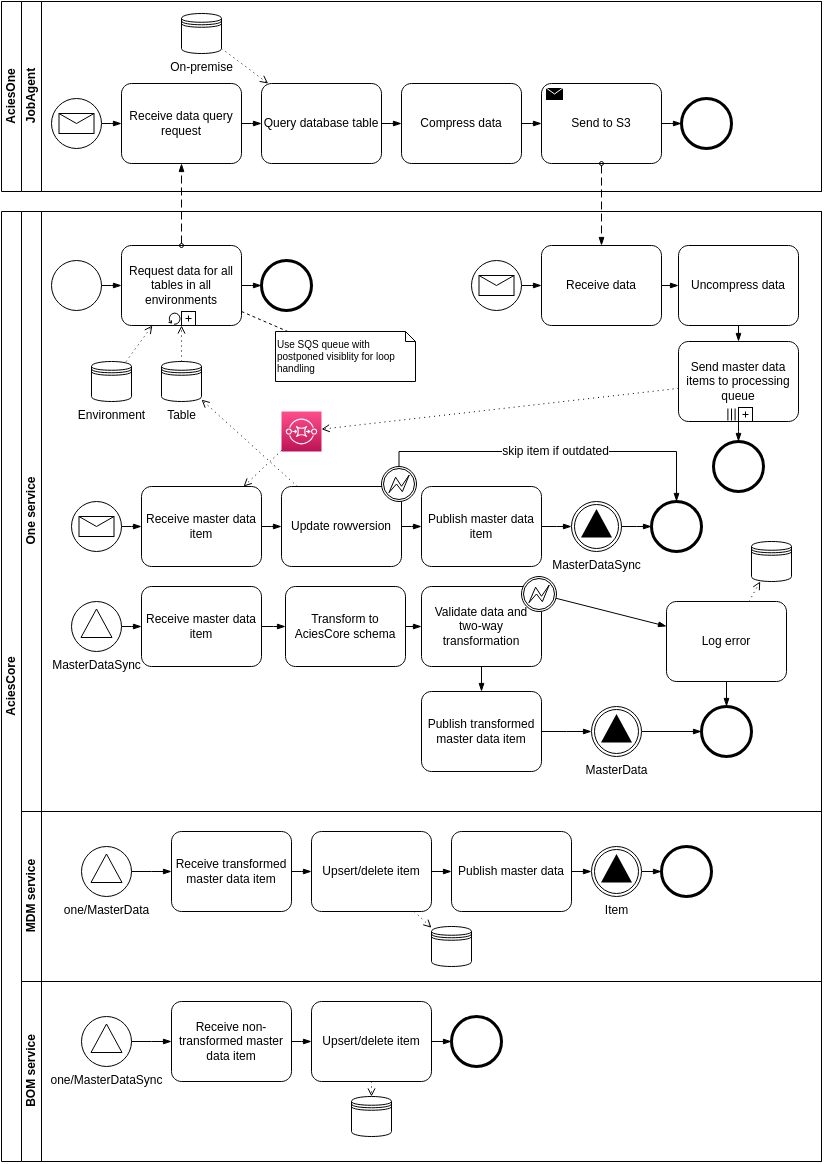 AciesOne
JobAgent
On-premise
Receive data query
request
Query database table
Compress data
Send to S3
AciesCore
One service
Request data for all
tables in all
environments
Receive data
Uncompress data
Use SQS queue with
postponed visiblity for loop
handling
Send master data
items to processing
queue
Environment
Table
skip item if outdated
Receive master data
item
Update rowversion
Publish master data
item
MasterDataSync
Receive master data
item
Transform to
AciesCore schema
Validate data and
two-way
transformation
Log error
MasterDataSync
Publish transformed
master data item
MasterData
MDM service
Receive transformed
master data item
Upsert/delete item
Publish master data
one/MasterData
Item
BOM service
Receive non-
transformed master
data item
Upsert/delete item
one/MasterDataSync